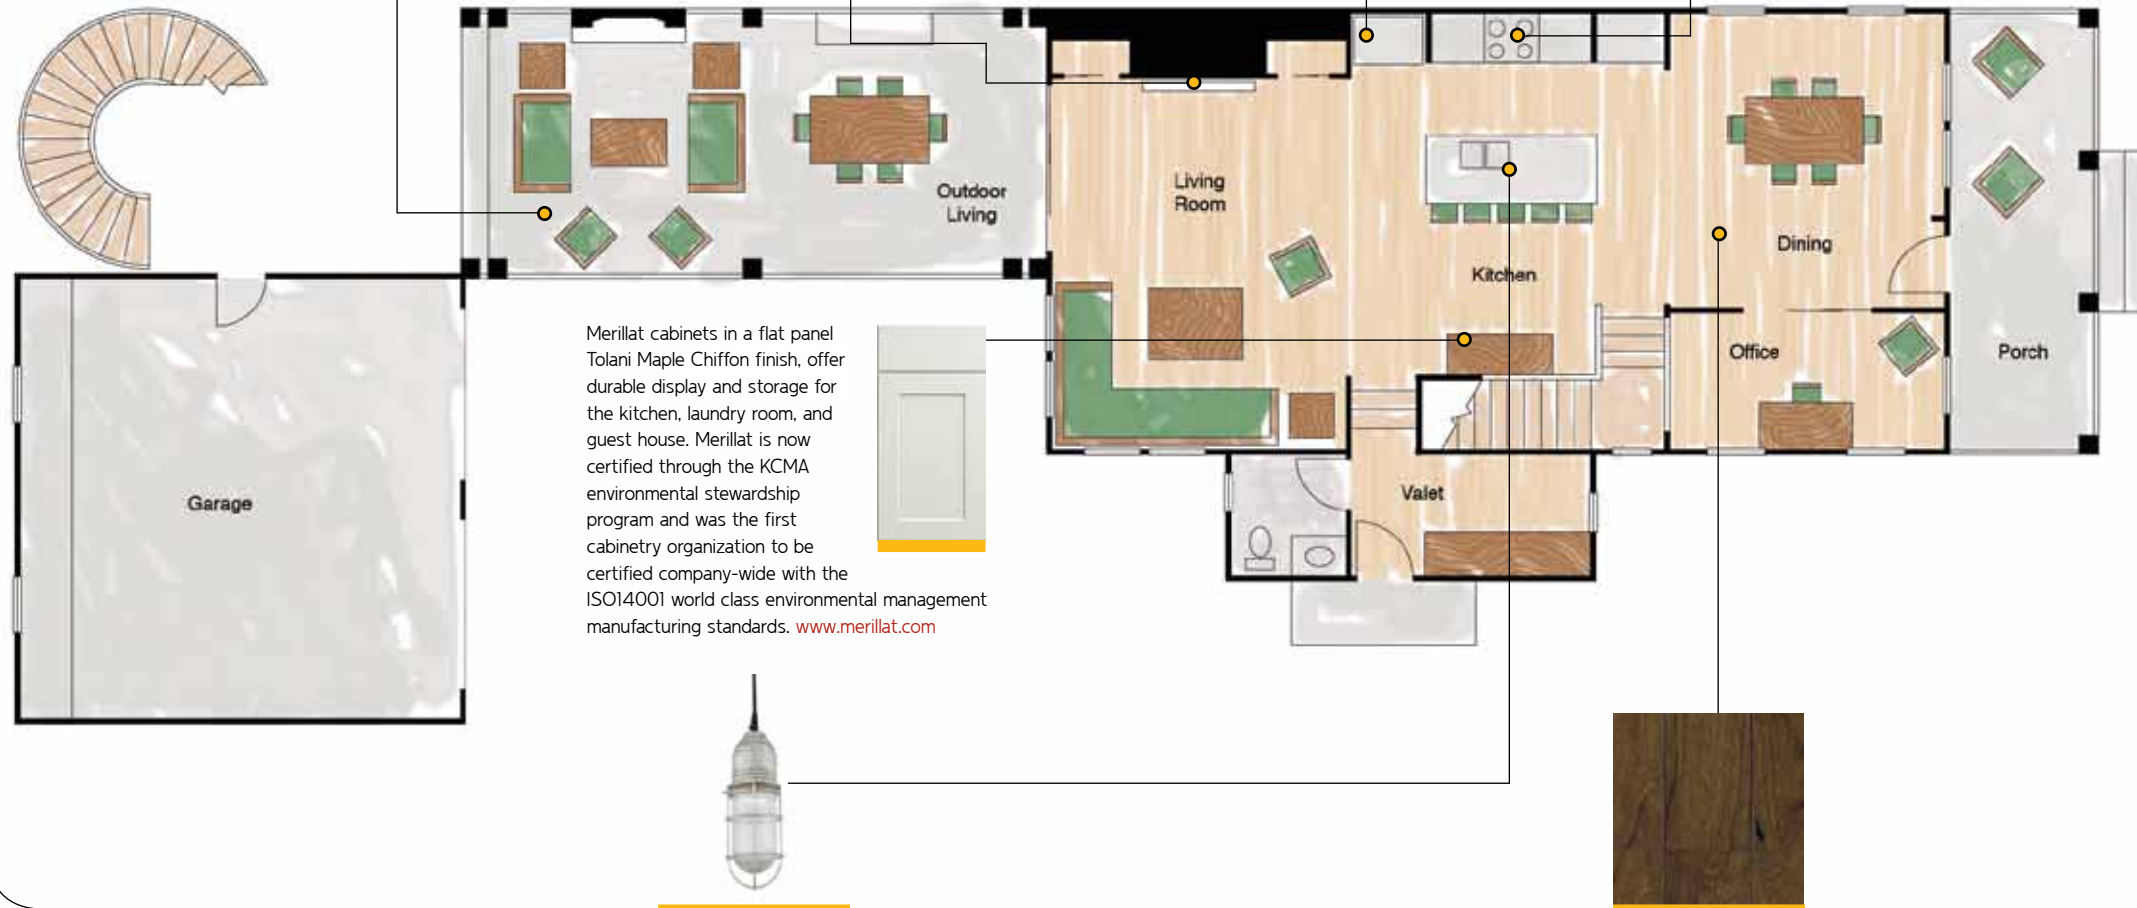 Outdoor
Living
Living
Room
Kitchen
Dining
Office
Porch
Valet
Garage
Merillat cabinets in a flat panel
Tolani Maple Chiffon finish, offer
durable display and storage for
the kitchen, laundry room, and
guest house. Merillat is now
certified through the KCMA
environmental stewardship
program and was the first
cabinetry organization to be
certified company-wide with the
ISO14001 world class environmental management
manufacturing standards. www.merillat.com